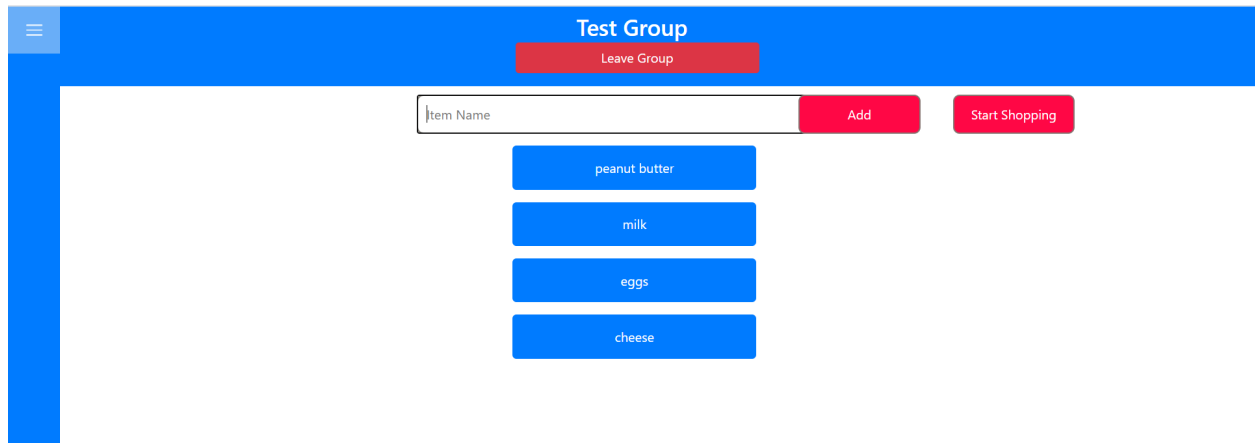 Test Group
Leave Group
Item Name
Add
Start Shopping
peanut butter
milk
eggs
cheese